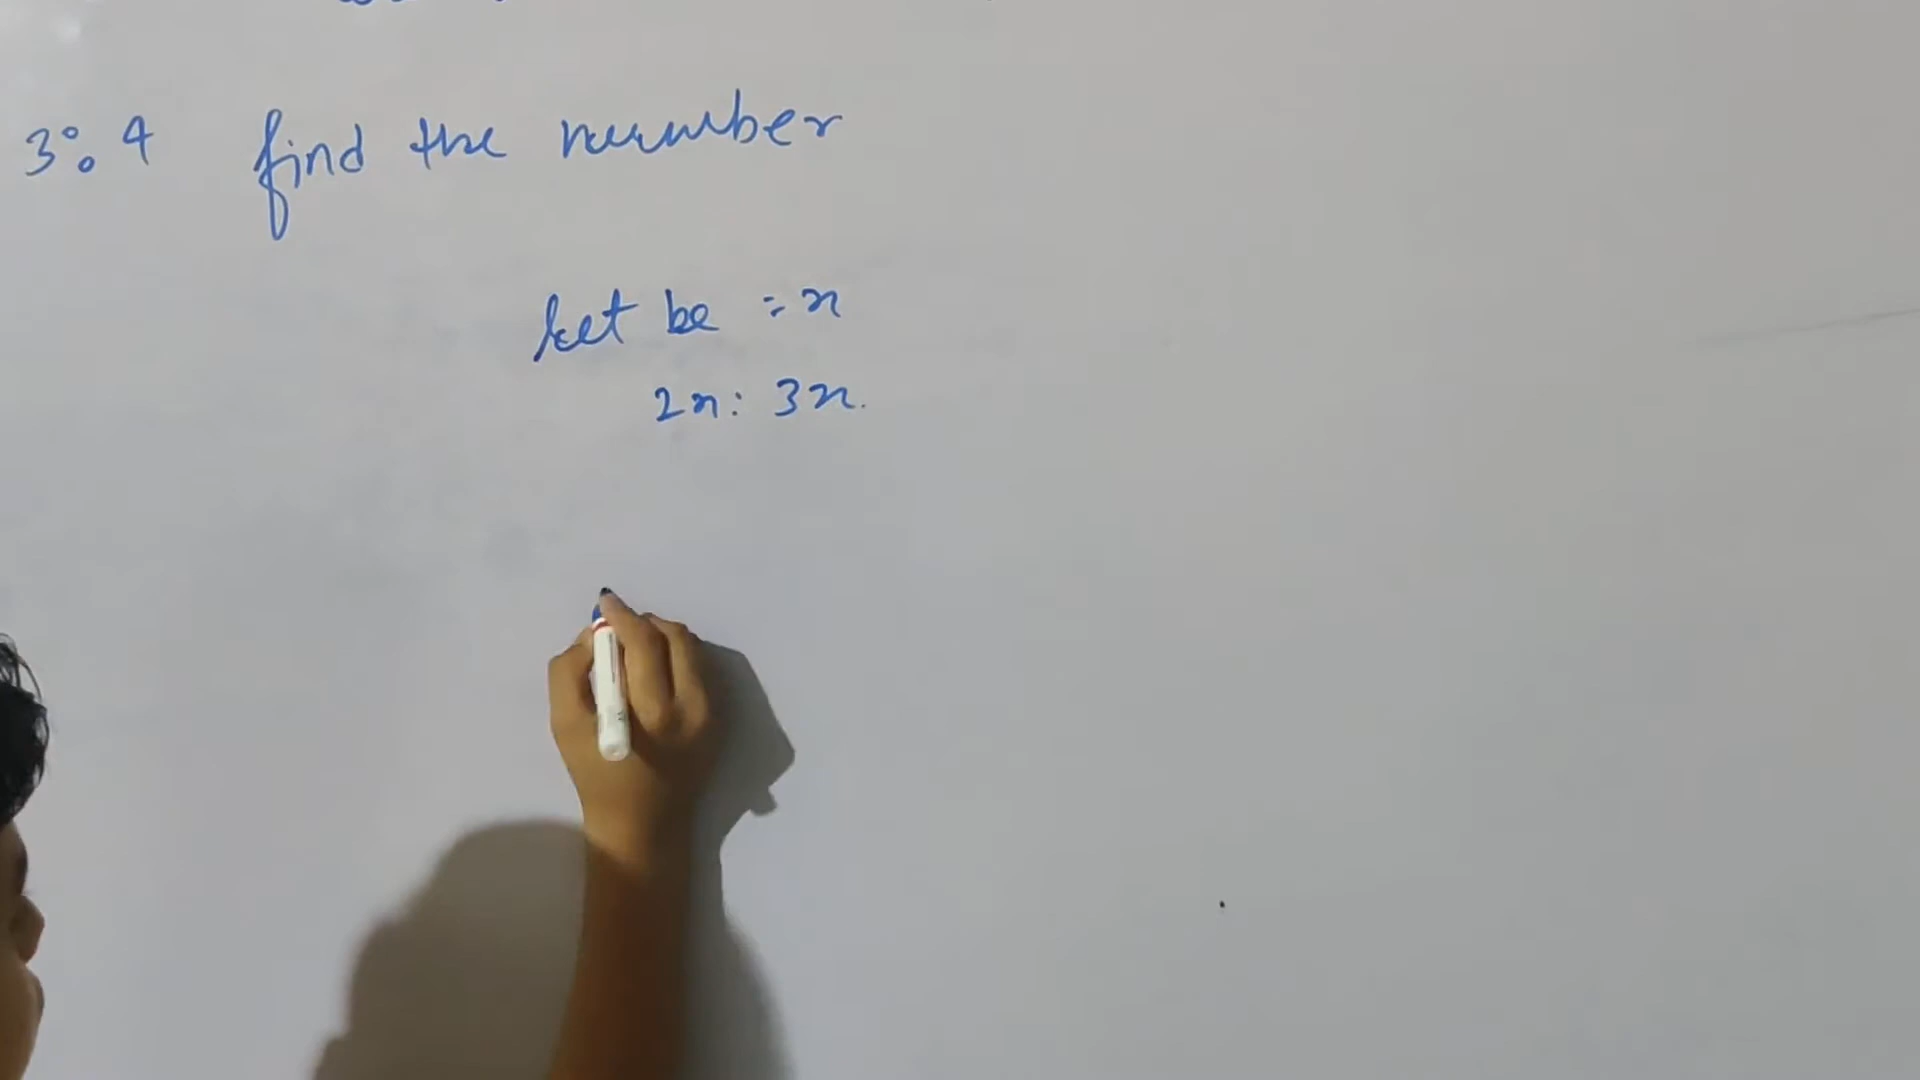 3:4 find the number
let be = x
2x : 3x.